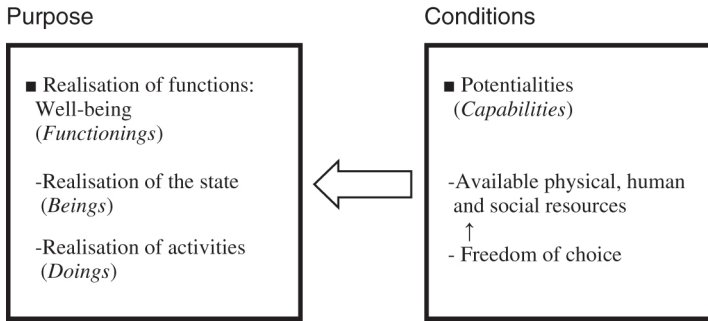 Purpose
■ Realisation of functions:
Well-being
(Functionings)
-Realisation of the state
(Beings)
-Realisation of activities
(Doings)
Conditions
■ Potentialities
(Capabilities)
-Available physical, human
and social resources
↑
- Freedom of choice